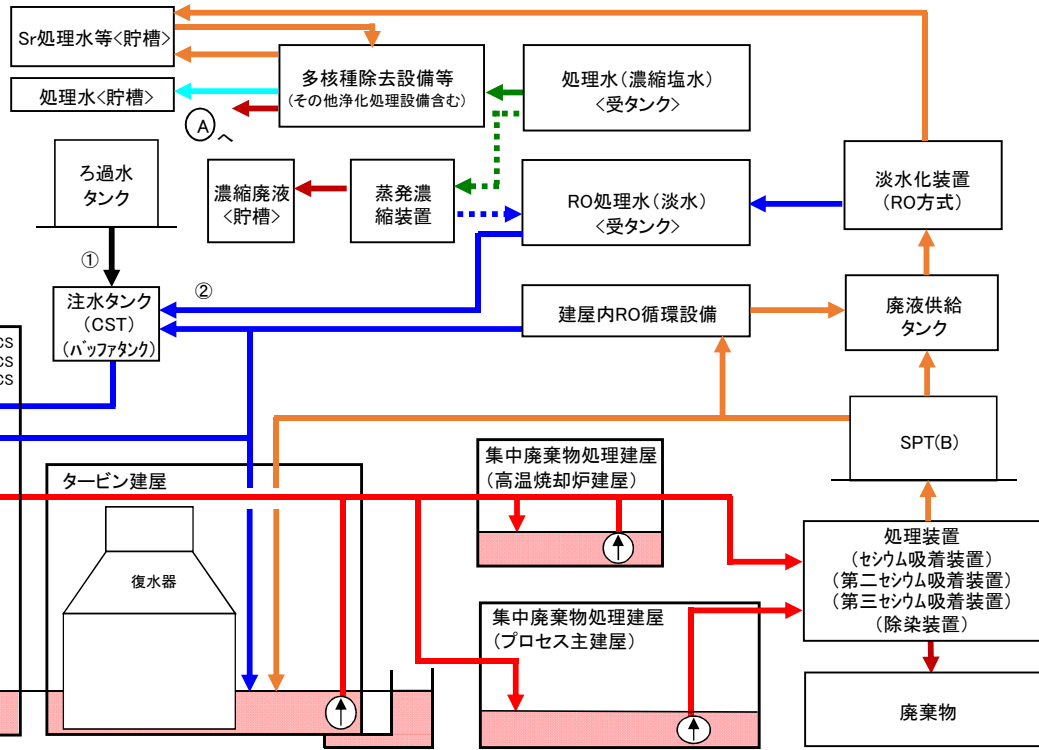 Sr処理水等<貯槽>
処理水<貯槽>
多核種除去設備等
(その他浄化処理設備含む)
処理水(濃縮塩水)
<受タンク>
A へ
ろ過水
タンク
濃縮廃液
<貯槽>
蒸発濃
縮装置
RO処理水(淡水)
<受タンク>
淡水化装置
(RO方式)
①
②
注水タンク
(CST)
(バッファタンク)
建屋内RO循環設備
廃液供給
タンク
CS
CS
CS
SPT(B)
タービン建屋
復水器
集中廃棄物処理建屋
(高温焼却炉建屋)
集中廃棄物処理建屋
(プロセス主建屋)
処理装置
(セシウム吸着装置)
(第二セシウム吸着装置)
(第三セシウム吸着装置)
(除染装置)
廃棄物